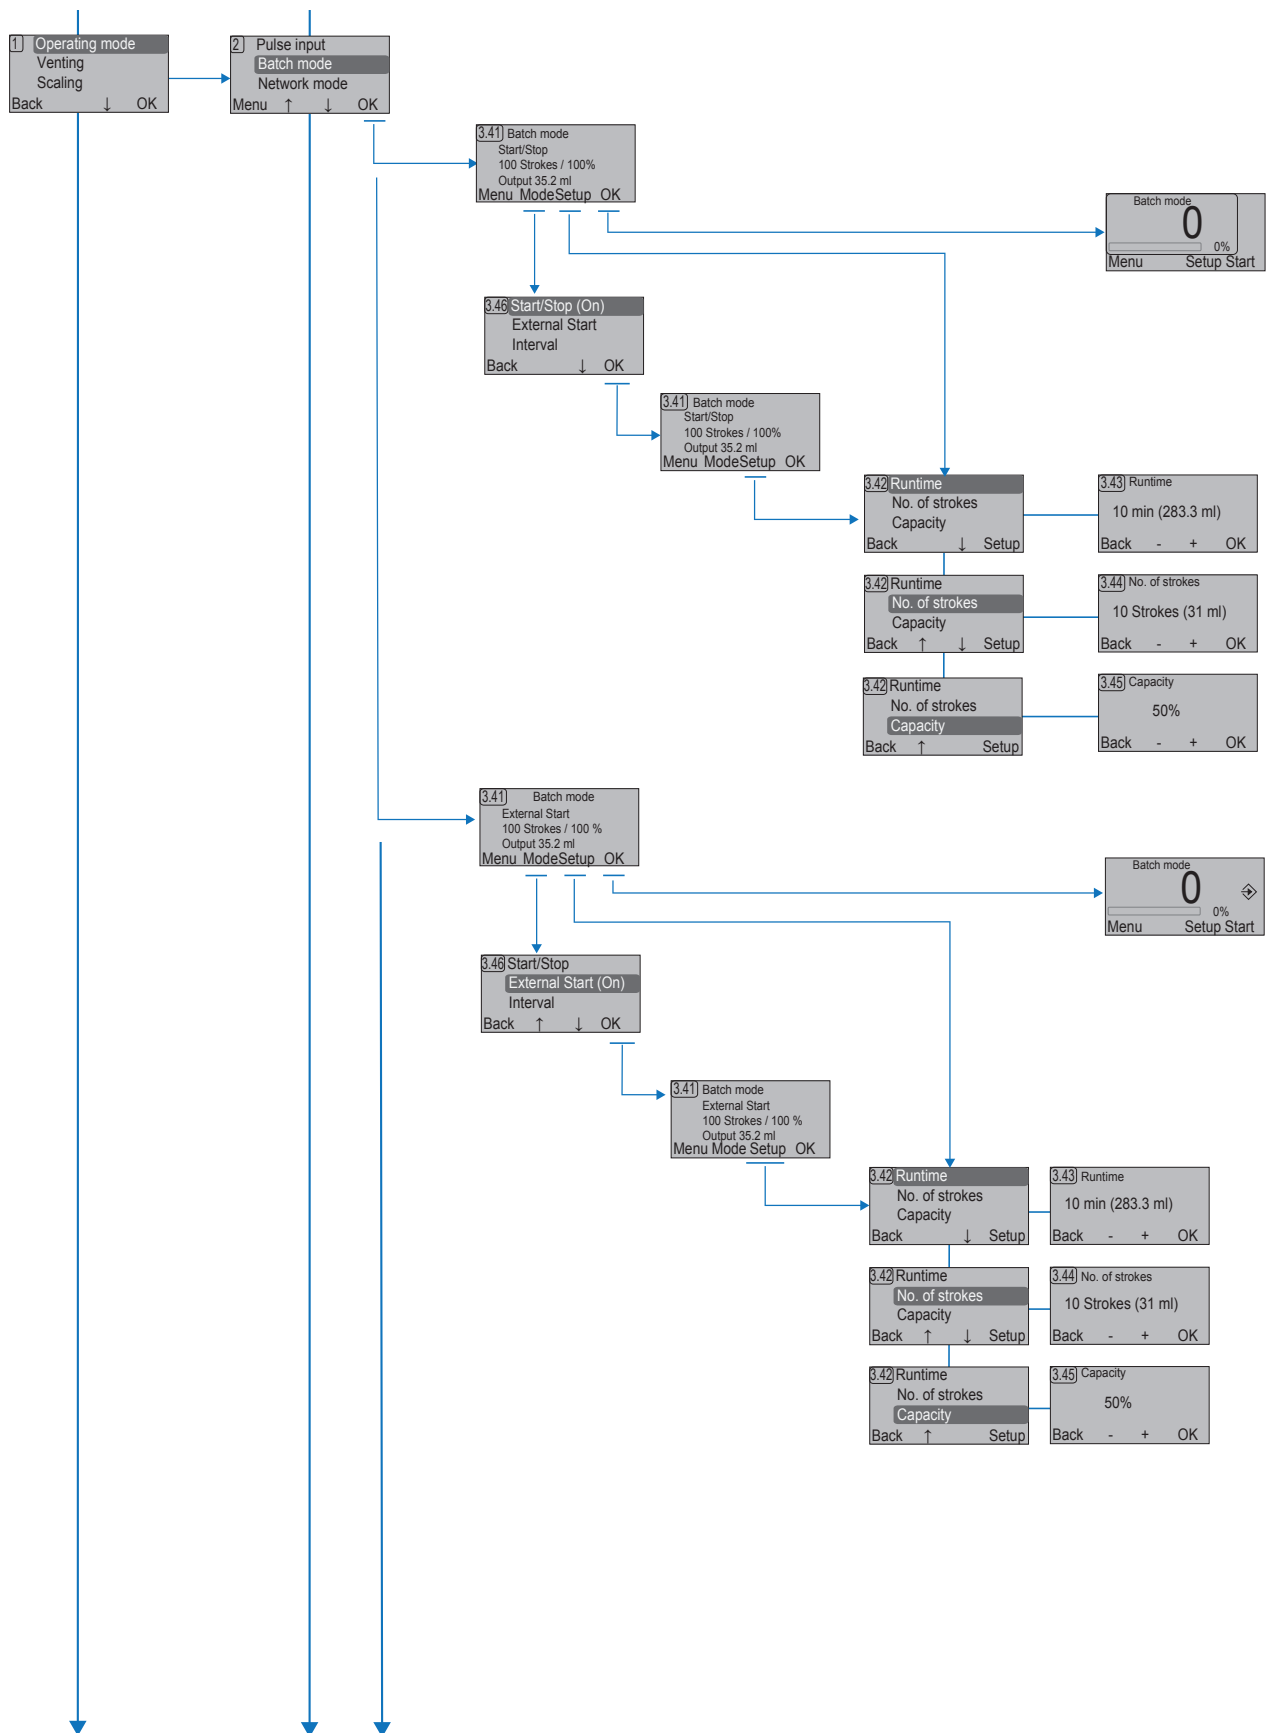 1 Operating mode
Venting
Scaling
Back ↓ OK
2 Pulse input
Batch mode
Network mode
Menu ↑ ↓ OK
3.41 Batch mode
Start/Stop
100 Strokes / 100%
Output 35.2 ml
Menu ModeSetup OK
Batch mode
0
0%
Menu Setup Start
3.46 Start/Stop (On)
External Start
Interval
Back ↓ OK
3.41 Batch mode
Start/Stop
100 Strokes / 100%
Output 35.2 ml
Menu ModeSetup OK
3.42 Runtime
No. of strokes
Capacity
Back ↓ Setup
3.43 Runtime
10 min (283.3 ml)
Back - + OK
3.42 Runtime
No. of strokes
Capacity
Back ↑ ↓ Setup
3.44 No. of strokes
10 Strokes (31 ml)
Back - + OK
3.42 Runtime
No. of strokes
Capacity
Back ↑ Setup
3.45 Capacity
50%
Back - + OK
3.41 Batch mode
External Start
100 Strokes / 100 %
Output 35.2 ml
Menu ModeSetup OK
Batch mode
0
0%
Menu Setup Start
3.46 Start/Stop
External Start (On)
Interval
Back ↑ ↓ OK
3.41 Batch mode
External Start
100 Strokes / 100 %
Output 35.2 ml
Menu Mode Setup OK
3.42 Runtime
No. of strokes
Capacity
Back ↓ Setup
3.43 Runtime
10 min (283.3 ml)
Back - + OK
3.42 Runtime
No. of strokes
Capacity
Back ↑ ↓ Setup
3.44 No. of strokes
10 Strokes (31 ml)
Back - + OK
3.42 Runtime
No. of strokes
Capacity
Back ↑ Setup
3.45 Capacity
50%
Back - + OK